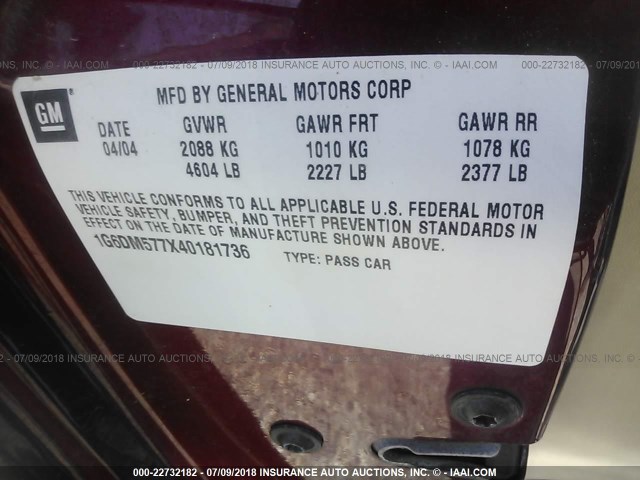 000-22732182 - 07/09/2018 INSURANCE AUTO AUCTIONS, INC. - IAAI.COM
MFD BY GENERAL MOTORS CORP
GM
DATE GVWR GAWR FRT GAWR RR
04/04 2088 KG 1010 KG 1078 KG
4604 LB 2227 LB 2377 LB
THIS VEHICLE CONFORMS TO ALL APPLICABLE U.S. FEDERAL MOTOR
VEHICLE SAFETY, BUMPER, AND THEFT PREVENTION STANDARDS IN
EFFECT ON THE DATE OF MANUFACTURE SHOWN ABOVE.
1G6DM577X40181736 TYPE: PASS CAR
000-22732182 - 07/09/2018 INSURANCE AUTO AUCTIONS, INC. - IAAI.COM
000-22732182 - 07/09/2018 INSURANCE AUTO AUCTIONS, INC. - IAAI.COM